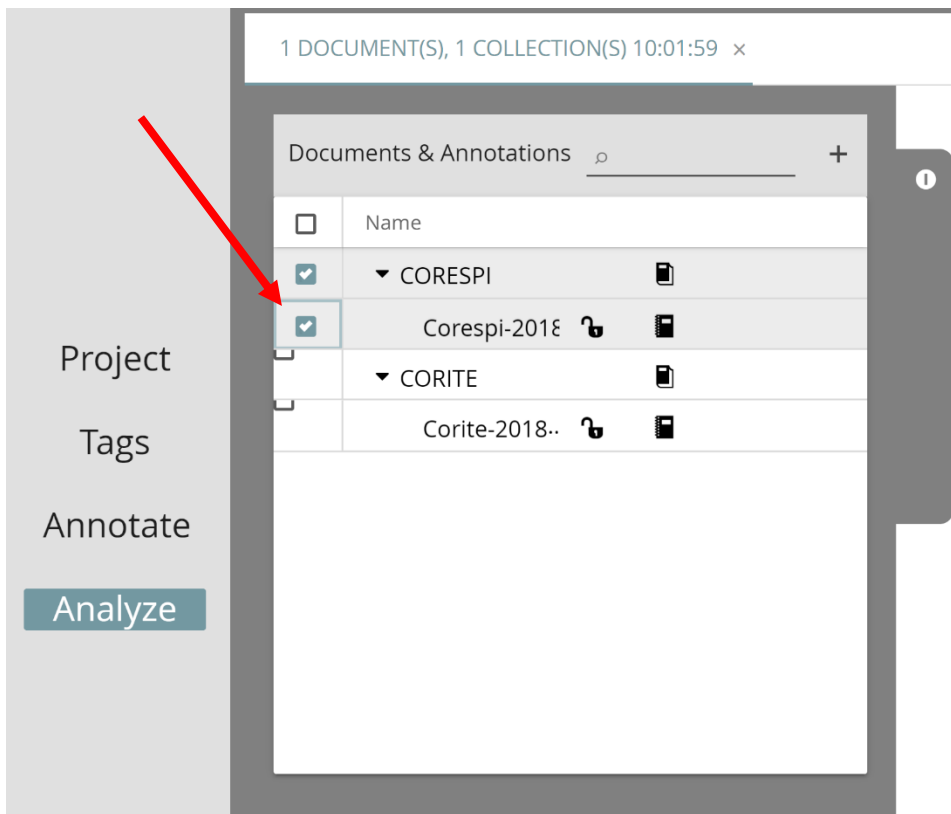 1 DOCUMENT(S), 1 COLLECTION(S) 10:01:59 ×
Documents & Annotations +
Name
CORESPI
Corespi-2018
CORITE
Corite-2018..
Project
Tags
Annotate
Analyze